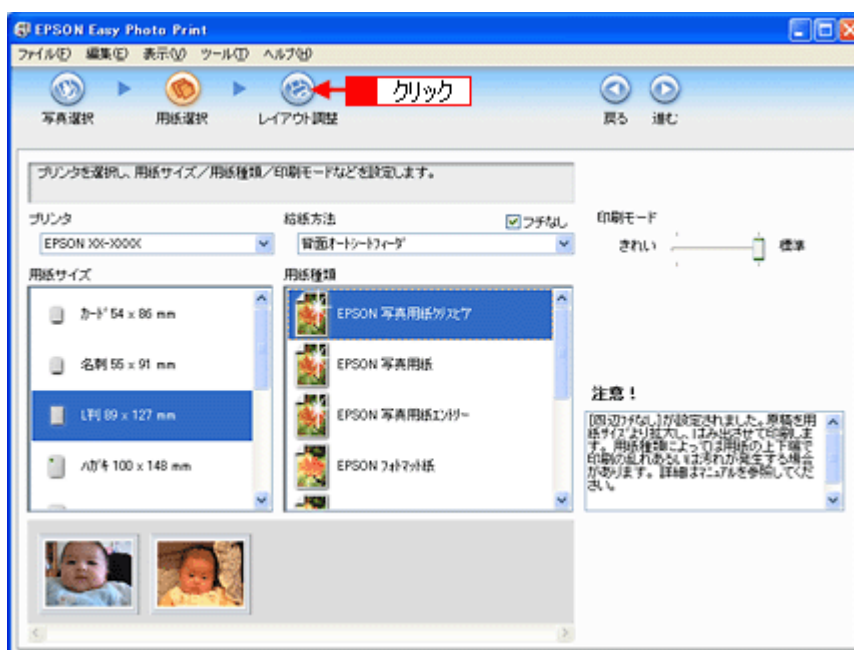 EPSON Easy Photo Print
ファイル(F) 編集(E) 表示(V) ツール(T) ヘルプ(H)
クリック
写真選択 用紙選択 レイアウト調整 戻る 進む
プリンタを選択し、用紙サイズ/用紙種類/印刷モードなどを設定します。
プリンタ 給紙方法 フチなし 印刷モード
EPSON XX-XXXX 背面オートシートフィーダ きれい 標準
用紙サイズ 用紙種類
カード 54 x 86 mm EPSON 写真用紙クリスピア
名刺 55 x 91 mm EPSON 写真用紙
L判 89 x 127 mm EPSON 写真用紙エントリー
ハガキ 100 x 148 mm EPSON フォトマット紙
注意!
[四辺フチなし]が設定されました。原稿を用
紙サイズより拡大し、はみ出させて印刷しま
す。用紙種類によっては用紙の上下端で
印刷の乱れあるいは汚れが発生する場合
があります。詳細はマニュアルを参照してくだ
さい。